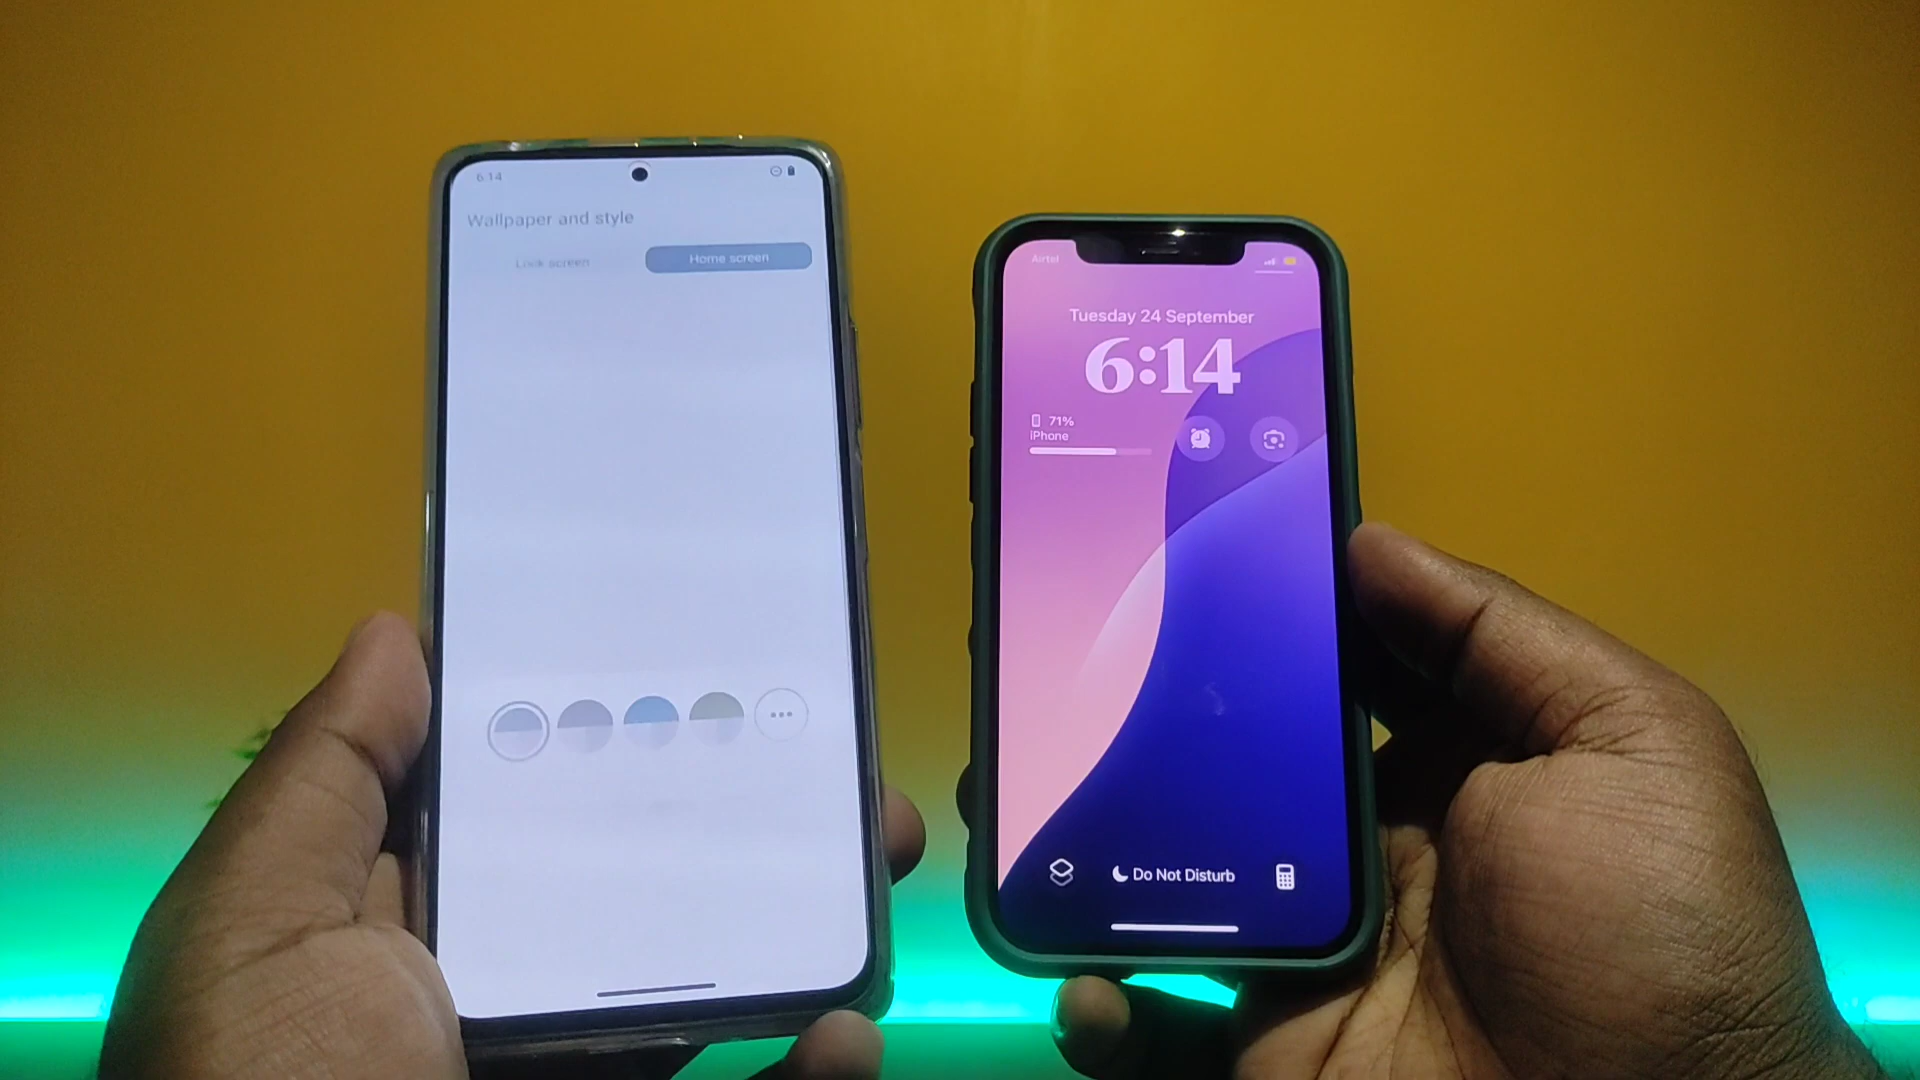 6:14
Wallpaper and style
Lock screen
Home screen
Airtel
Tuesday 24 September
6:14
71%
iPhone
Do Not Disturb